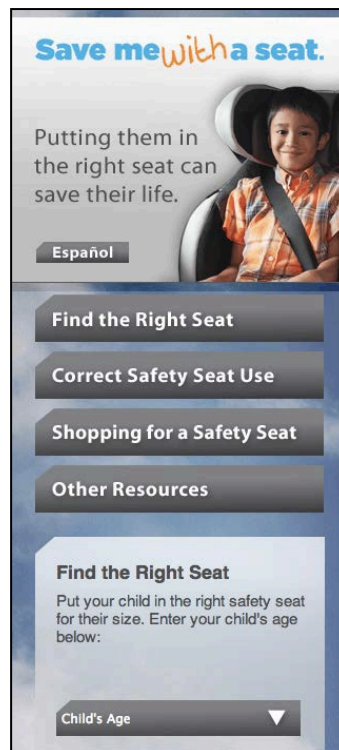 Save me with a seat.
Putting them in
the right seat can
save their life.
Español
Find the Right Seat
Correct Safety Seat Use
Shopping for a Safety Seat
Other Resources
Find the Right Seat
Put your child in the right safety seat
for their size. Enter your child's age
below:
Child's Age